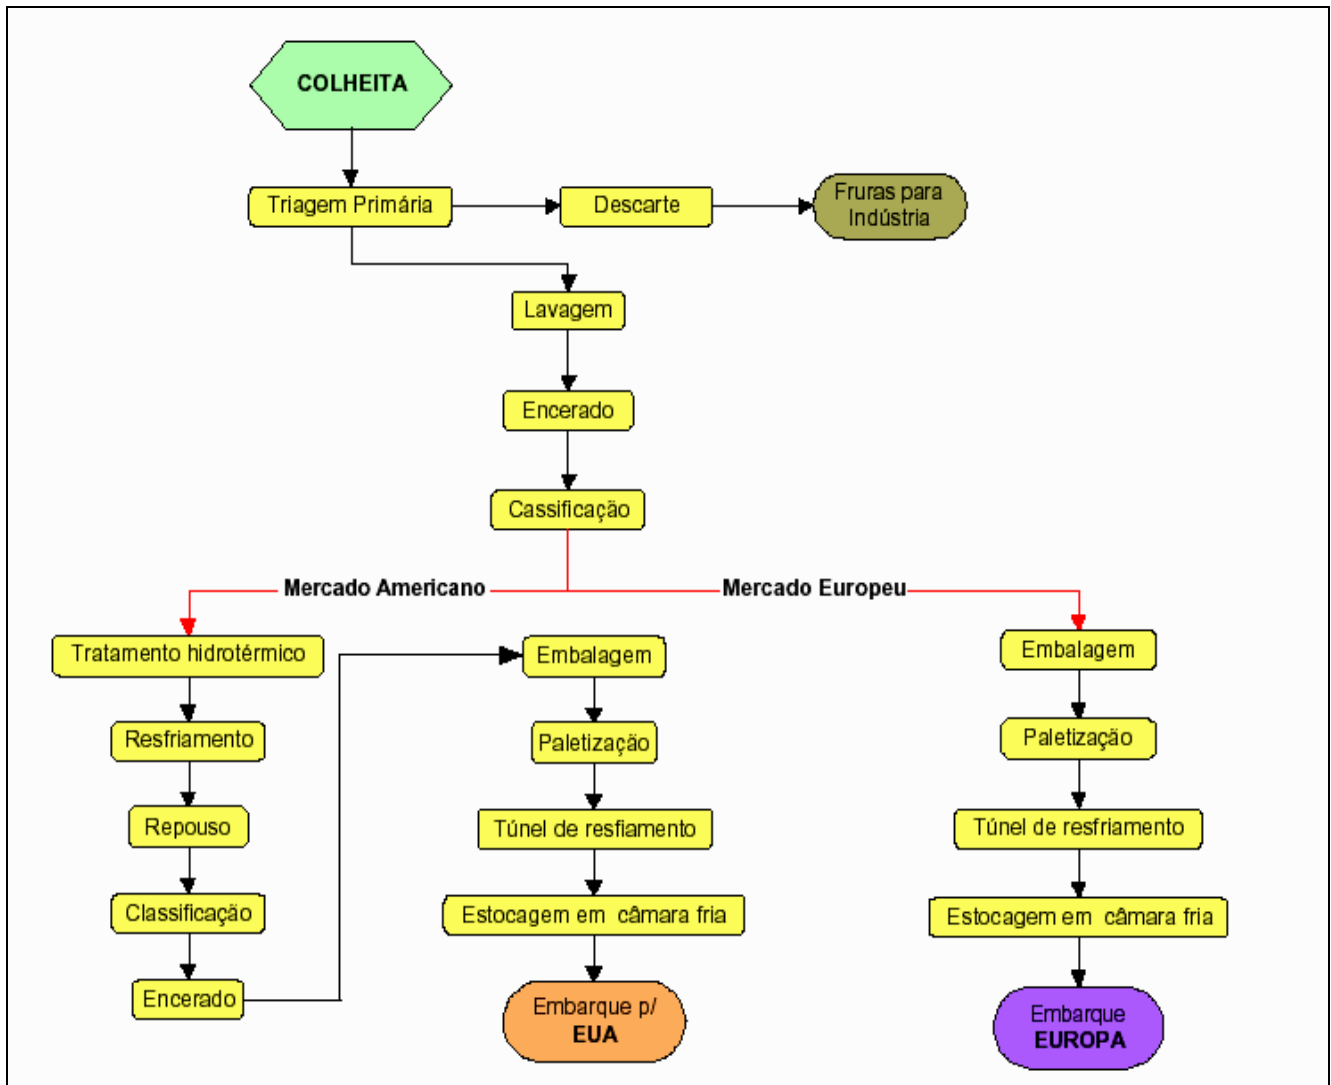 COLHEITA
Triagem Primária
Descarte
Fruras para
Indústria
Lavagem
Encerado
Cassificação
Mercado Americano
Mercado Europeu
Tratamento hidrotérmico
Resfriamento
Repouso
Classificação
Encerado
Embalagem
Paletização
Túnel de resfiamento
Estocagem em câmara fria
Embarque p/
EUA
Embalagem
Paletização
Túnel de resfriamento
Estocagem em câmara fria
Embarque
EUROPA